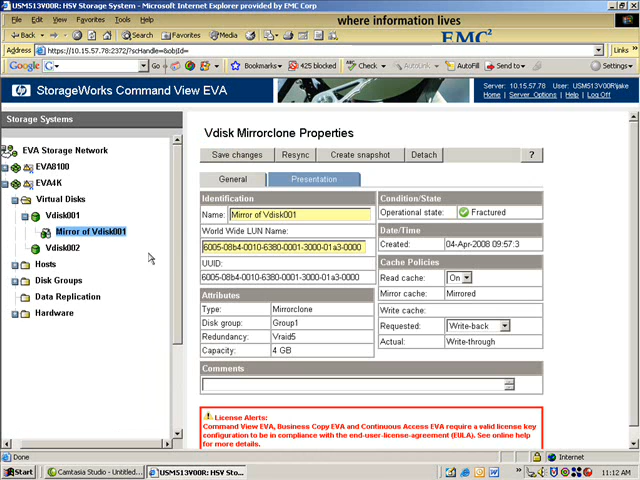 USM513V00R: HSV Storage System - Microsoft Internet Explorer provided by EMC Corp
File Edit View Favorites Tools Help
where information lives
Back Search Favorites Media
EMC²
Address https://10.15.57.78:2372/?scHandle=&objId= Links
Google Go Bookmarks 425 blocked Check AutoLink AutoFill Send to Settings
hp StorageWorks Command View EVA
Server: 10.15.57.78 USM513V00R\jake
Home | Server Options | Help | Log Off
Storage Systems
EVA Storage Network
EVA8100
EVA4K
Virtual Disks
Vdisk001
Mirror of Vdisk001
Vdisk002
Hosts
Disk Groups
Data Replication
Hardware
Vdisk Mirrorclone Properties
Save changes Resync Create snapshot Detach ?
General Presentation
Identification
Name: Mirror of Vdisk001
World Wide LUN Name:
6005-08b4-0010-6380-0001-3000-01a3-0000
UUID:
6005-08b4-0010-6380-0001-3000-01a3-0000
Attributes
Type: Mirrorclone
Disk group: Group1
Redundancy: Vraid5
Capacity: 4 GB
Condition/State
Operational state: Fractured
Date/Time
Created: 04-Apr-2008 09:57:3
Cache Policies
Read cache: On
Mirror cache: Mirrored
Write cache:
Requested: Write-back
Actual: Write-through
Comments
License Alerts:
Command View EVA, Business Copy EVA and Continuous Access EVA require a valid license key
configuration to be in compliance with the end-user-license-agreement (EULA). See online help
for more details.
Done Internet
Start Camtasia Studio - Untitled... USM513V00R: HSV Sto... 11:12 AM